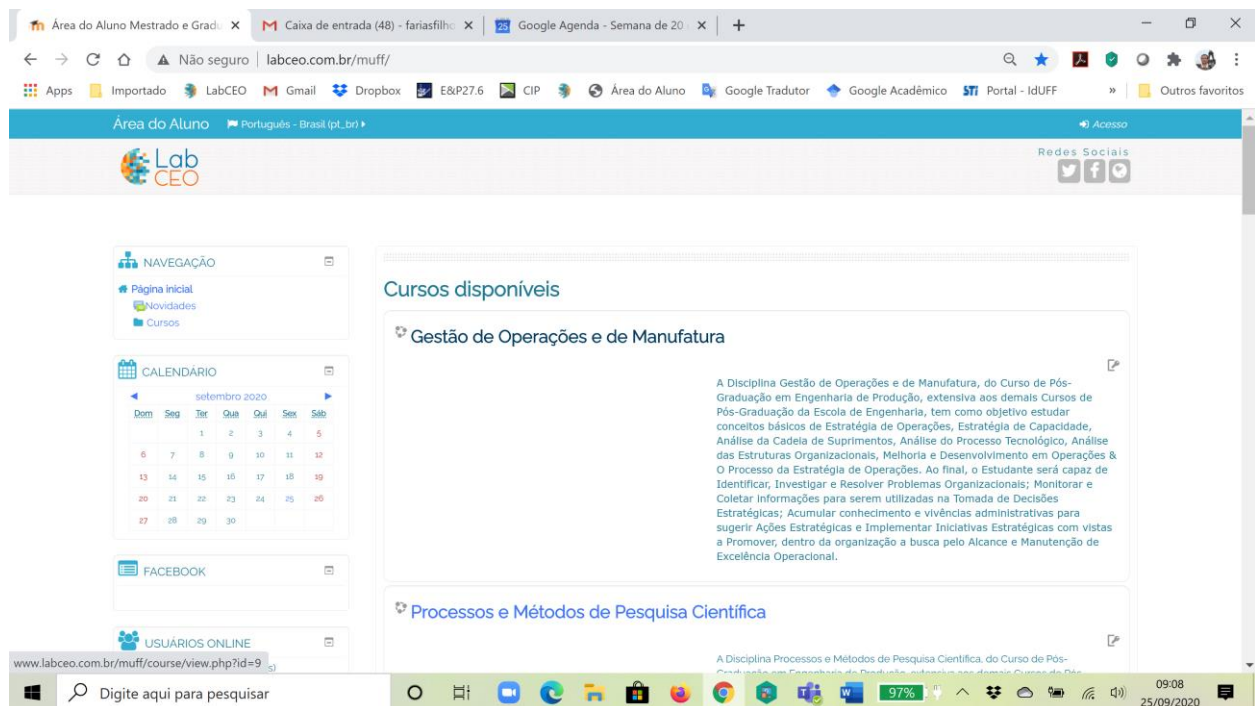 Área do Aluno Mestrado e Gradu
Caixa de entrada (48) - fariasfilho
25 Google Agenda - Semana de 20
Não seguro labceo.com.br/muff/
Apps Importado LabCEO Gmail Dropbox E&P27.6 CIP Área do Aluno Google Tradutor Google Acadêmico STI Portal - IdUFF » Outros favoritos
Área do Aluno Português - Brasil (pt_br) Acesso
Lab
CEO
Redes Sociais
NAVEGAÇÃO
Página inicial
Novidades
Cursos
CALENDÁRIO
setembro 2020
Dom Seg Ter Qua Qui Sex Sáb
1 2 3 4 5
6 7 8 9 10 11 12
13 14 15 16 17 18 19
20 21 22 23 24 25 26
27 28 29 30
FACEBOOK
USUÁRIOS ONLINE
Cursos disponíveis
Gestão de Operações e de Manufatura
A Disciplina Gestão de Operações e de Manufatura, do Curso de Pós-
Graduação em Engenharia de Produção, extensiva aos demais Cursos de
Pós-Graduação da Escola de Engenharia, tem como objetivo estudar
conceitos básicos de Estratégia de Operações, Estratégia de Capacidade,
Análise da Cadeia de Suprimentos, Análise do Processo Tecnológico, Análise
das Estruturas Organizacionais, Melhoria e Desenvolvimento em Operações &
O Processo da Estratégia de Operações. Ao final, o Estudante será capaz de
Identificar, Investigar e Resolver Problemas Organizacionais; Monitorar e
Coletar informações para serem utilizadas na Tomada de Decisões
Estratégicas; Acumular conhecimento e vivências administrativas para
sugerir Ações Estratégicas e Implementar Iniciativas Estratégicas com vistas
a Promover, dentro da organização a busca pelo Alcance e Manutenção de
Excelência Operacional.
Processos e Métodos de Pesquisa Científica
A Disciplina Processos e Métodos de Pesquisa Científica, do Curso de Pós-
www.labceo.com.br/muff/course/view.php?id=9
Digite aqui para pesquisar
97%
09:08
25/09/2020